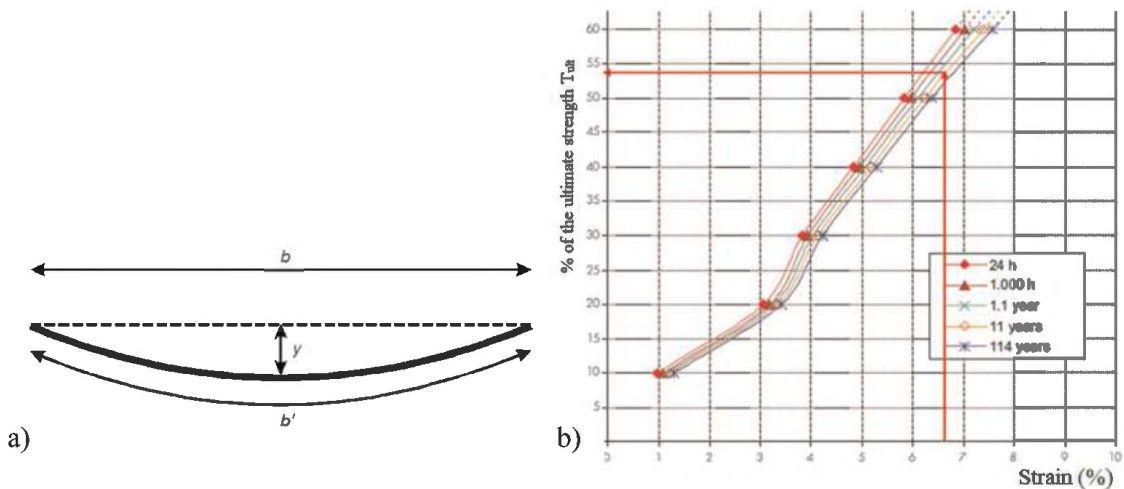 b
y
b'
a)
% of the ultimate strength Tult
60
55
50
45
40
35
30
25
20
15
10
5
24 h
1.000 h
1.1 year
11 years
114 years
0 1 2 3 4 5 6 7 8 9 10
b)
Strain (%)